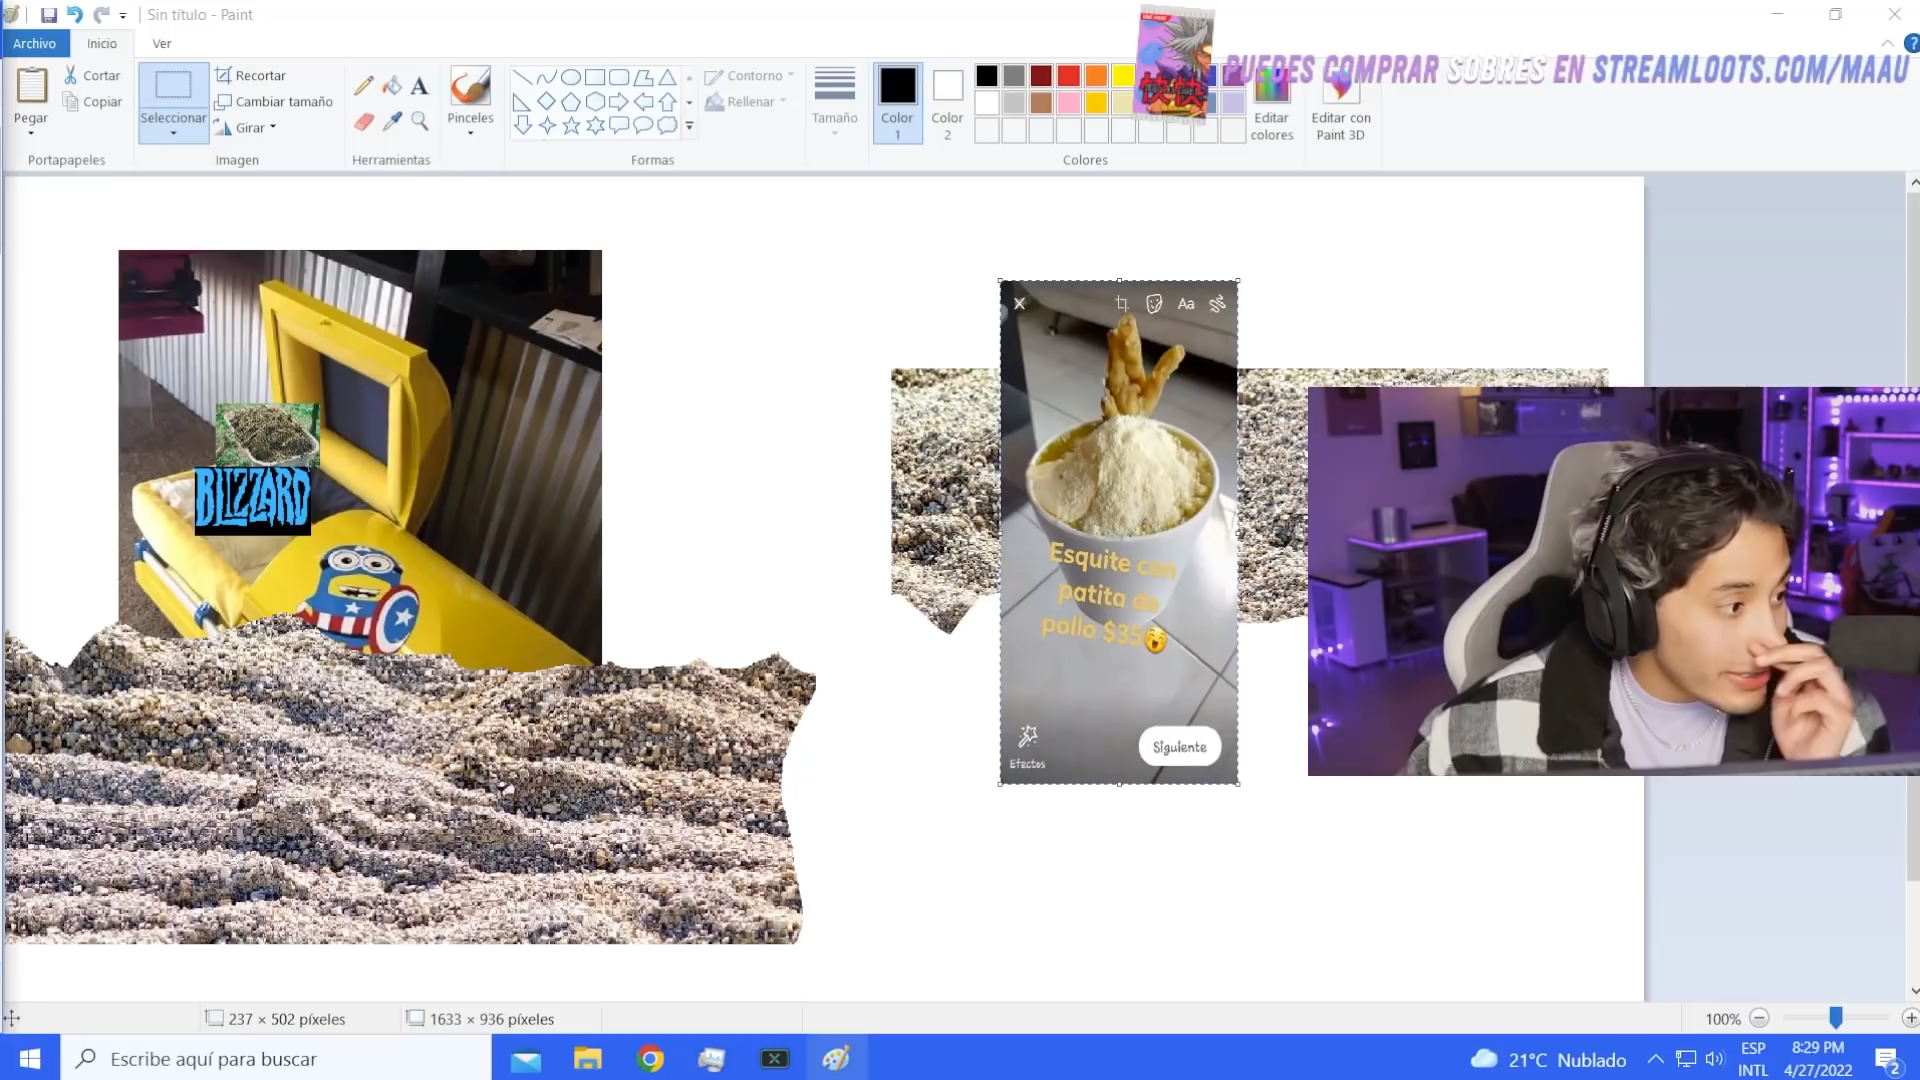 Sin título - Paint
Archivo
Inicio
Ver
PUEDES COMPRAR SOBRES EN STREAMLOOTS.COM/MAAU
Pegar
Cortar
Copiar
Portapapeles
Seleccionar
Recortar
Cambiar tamaño
Girar
Imagen
A
Herramientas
Pinceles
Formas
Contorno
Rellenar
Tamaño
Color
1
Color
2
Colores
Editar
colores
Editar con
Paint 3D
BLIZZARD
Aa
Esquite con
patita de
pollo $35
Efectos
Siguiente
237 × 502 píxeles
1633 × 936 píxeles
100%
Escribe aquí para buscar
21°C Nublado
ESP
INTL
8:29 PM
4/27/2022
2